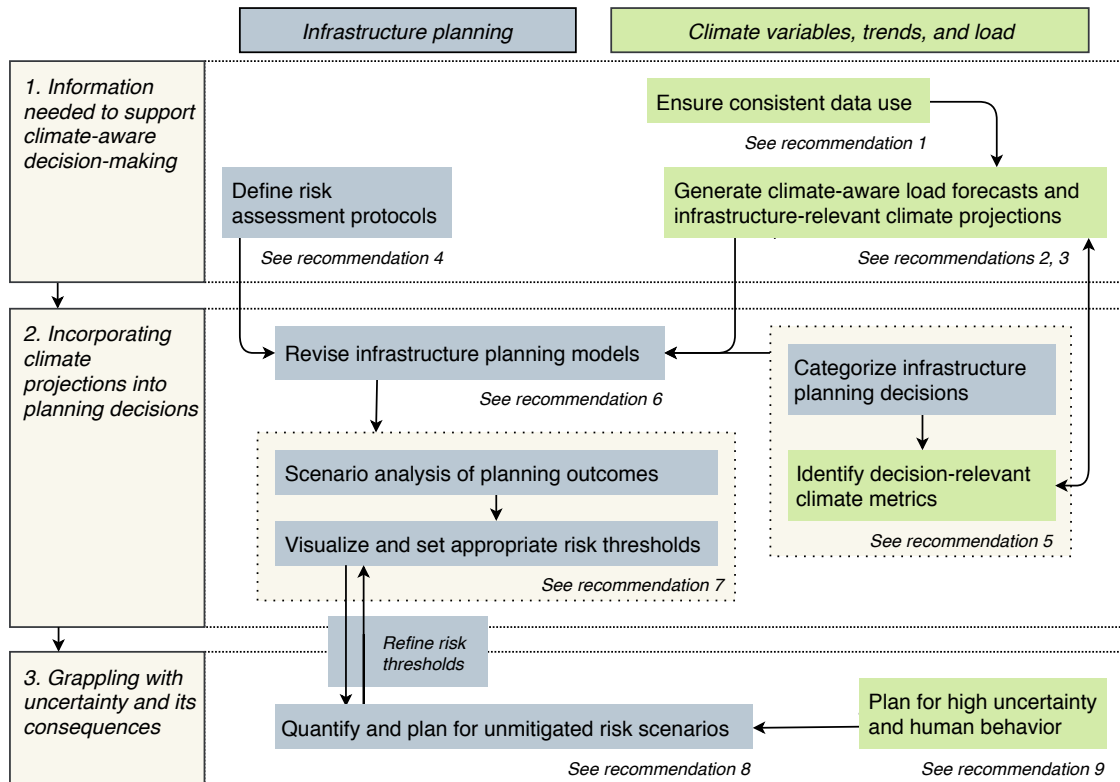 Infrastructure planning
Climate variables, trends, and load
1. Information
needed to support
climate-aware
decision-making
Ensure consistent data use
See recommendation 1
Define risk
assessment protocols
See recommendation 4
Generate climate-aware load forecasts and
infrastructure-relevant climate projections
See recommendations 2, 3
2. Incorporating
climate
projections into
planning decisions
Revise infrastructure planning models
See recommendation 6
Categorize infrastructure
planning decisions
Identify decision-relevant
climate metrics
See recommendation 5
Scenario analysis of planning outcomes
Visualize and set appropriate risk thresholds
See recommendation 7
Refine risk
thresholds
3. Grappling with
uncertainty and its
consequences
Quantify and plan for unmitigated risk scenarios
See recommendation 8
Plan for high uncertainty
and human behavior
See recommendation 9